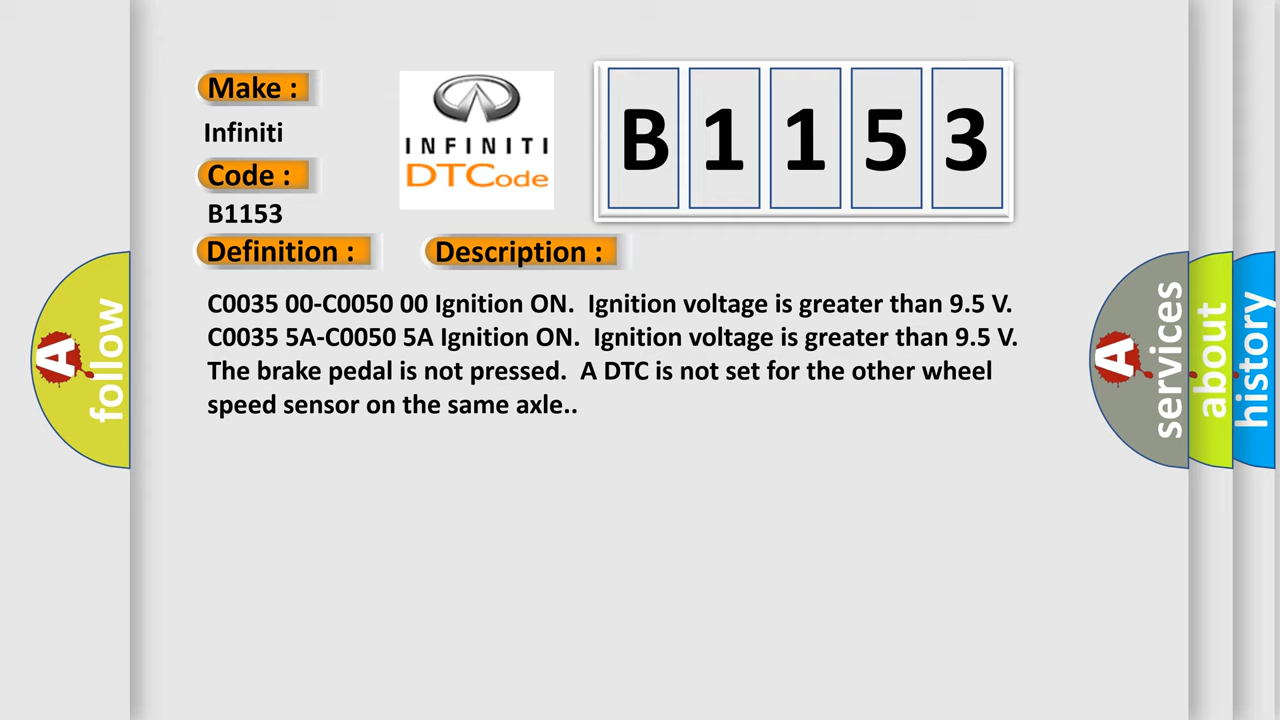 Make :
Infiniti
Code :
B1153
INFINITI
DTCode
B 1 1 5 3
Definition :
Description :
C0035 00-C0050 00 Ignition ON.  Ignition voltage is greater than 9.5 V.
C0035 5A-C0050 5A Ignition ON.  Ignition voltage is greater than 9.5 V.
The brake pedal is not pressed.  A DTC is not set for the other wheel
speed sensor on the same axle..
A follow
A services
about
history